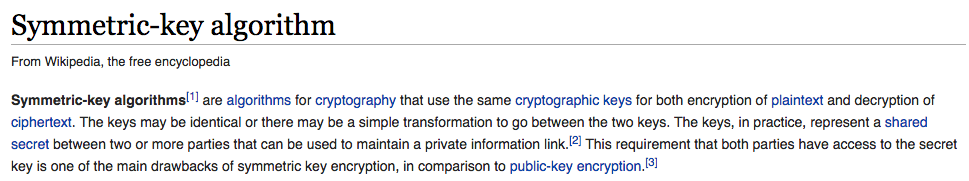 Symmetric-key algorithm
From Wikipedia, the free encyclopedia
Symmetric-key algorithms[1] are algorithms for cryptography that use the same cryptographic keys for both encryption of plaintext and decryption of
ciphertext. The keys may be identical or there may be a simple transformation to go between the two keys. The keys, in practice, represent a shared
secret between two or more parties that can be used to maintain a private information link.[2] This requirement that both parties have access to the secret
key is one of the main drawbacks of symmetric key encryption, in comparison to public-key encryption.[3]